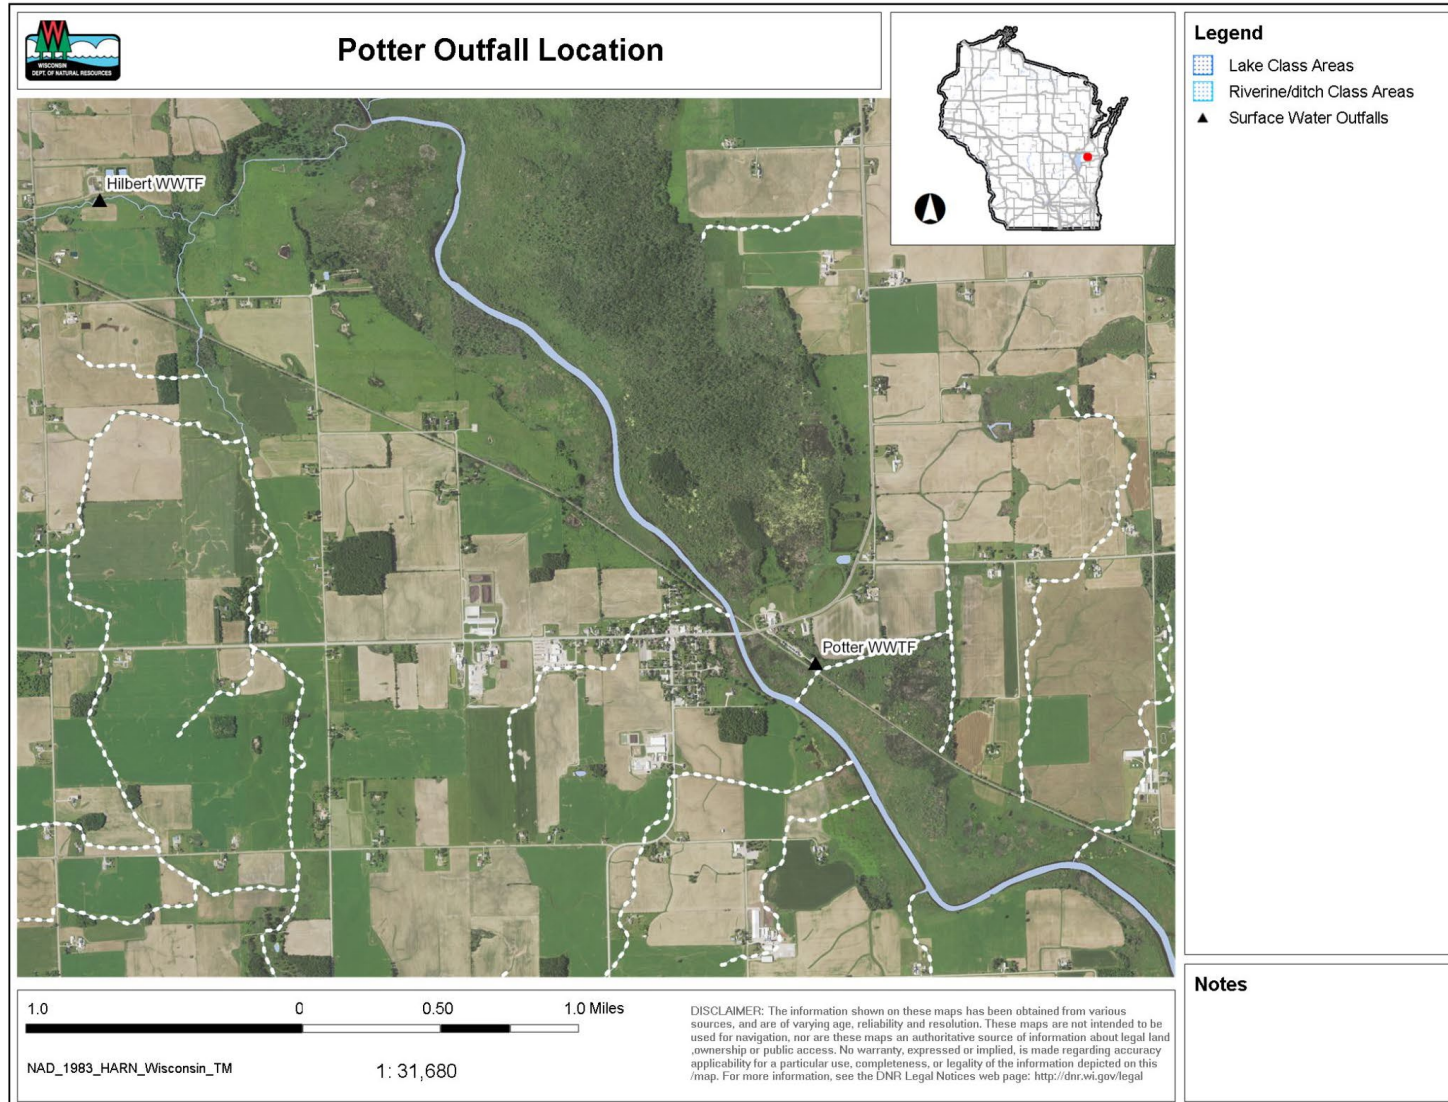 WISCONSIN
DEPT. OF NATURAL RESOURCES
Potter Outfall Location
Legend
Lake Class Areas
Riverine/ditch Class Areas
Surface Water Outfalls
Hilbert WWTF
Potter WWTF
Notes
1.0 0 0.50 1.0 Miles
NAD_1983_HARN_Wisconsin_TM
1: 31,680
DISCLAIMER: The information shown on these maps has been obtained from various
sources, and are of varying age, reliability and resolution. These maps are not intended to be
used for navigation, nor are these maps an authoritative source of information about legal land
,ownership or public access. No warranty, expressed or implied, is made regarding accuracy
applicability for a particular use, completeness, or legality of the information depicted on this
/map. For more information, see the DNR Legal Notices web page: http://dnr.wi.gov/legal